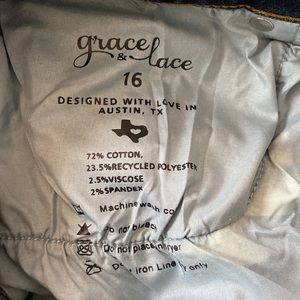 grace
& lace
16
DESIGNED WITH LOVE IN
AUSTIN, TX
72% COTTON,
23.5%RECYCLED POLYESTER
2.5%VISCOSE
2% SPANDEX
Machine wash co
Do not bleach
Do not place in dryer
Iron Line only